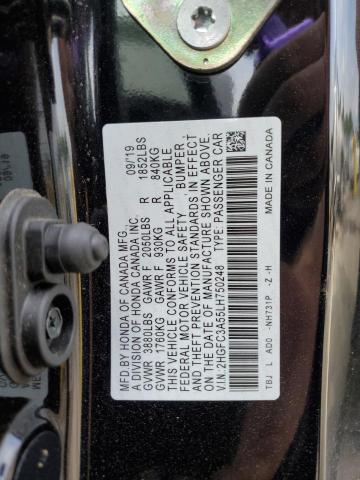 MFD.BY HONDA OF CANADA MFG. 09/19
A DIVISION OF HONDA CANADA INC.
GVWR 3880LBS GAWR F 2050LBS R 1852LBS
GVWR 1760KG GAWR F 930KG R 840KG
THIS VEHICLE CONFORMS TO ALL APPLICABLE
FEDERAL MOTOR VEHICLE SAFETY, BUMPER,
AND THEFT PREVENTION STANDARDS IN EFFECT
ON THE DATE OF MANUFACTURE SHOWN ABOVE.
V.I.N.:2HGFC3A55LH750248 TYPE:PASSENGER CAR
TBJ L AD0 -NH731P -Z -H MADE IN CANADA